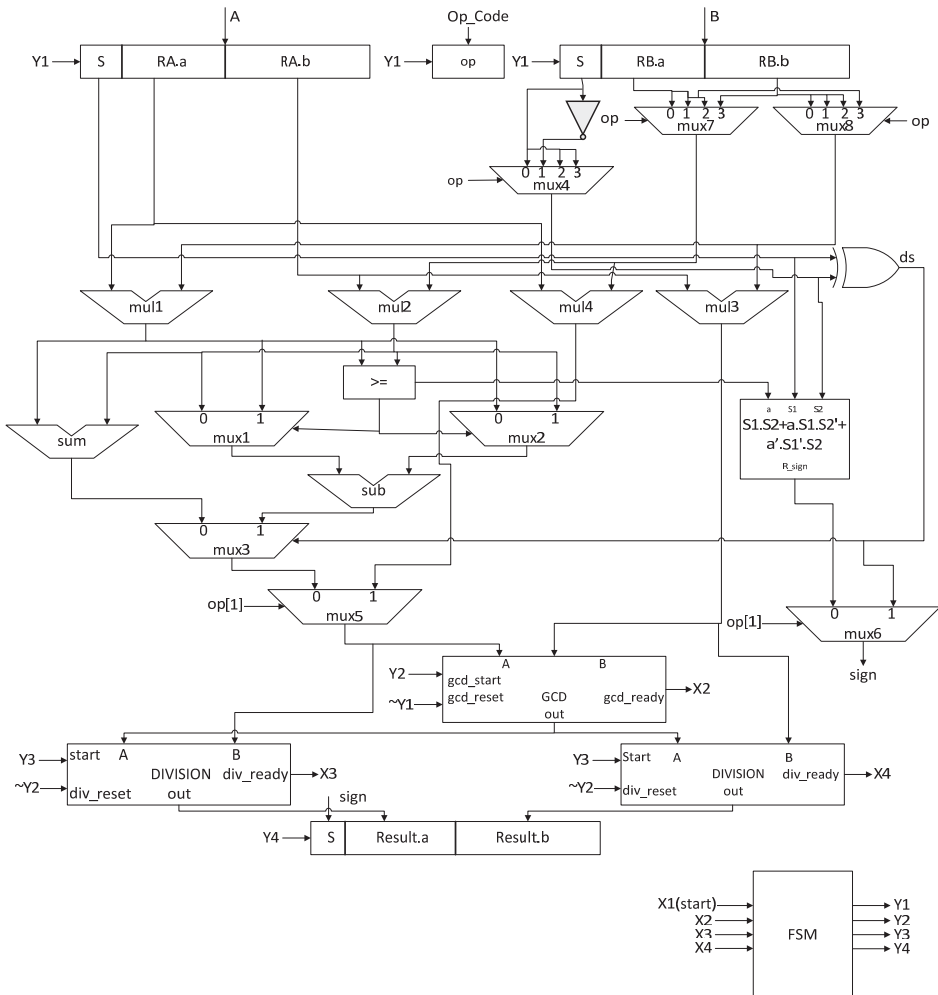 A Op_Code B
Y1 S RA.a RA.b Y1 op Y1 S RB.a RB.b
0 1 2 3 0 1 2 3
op mux7 mux8 op
0 1 2 3
op mux4
ds
mul1 mul2 mul4 mul3
>=
a S1 S2
0 1 0 1
S1.S2+a.S1.S2'+
sum mux1 mux2
a'.S1'.S2
R_sign
sub
0 1
mux3
0 1
op[1] mux5
0 1
op[1] mux6
sign
A B
Y2 gcd_start
~Y1 gcd_reset GCD gcd_ready X2
out
Y3 start A B
DIVISION div_ready X3
~Y2 div_reset out
Y3 Start A B
DIVISION div_ready X4
~Y2 div_reset out
sign
Y4 S Result.a Result.b
X1(start) Y1
X2 Y2
X3 FSM Y3
X4 Y4